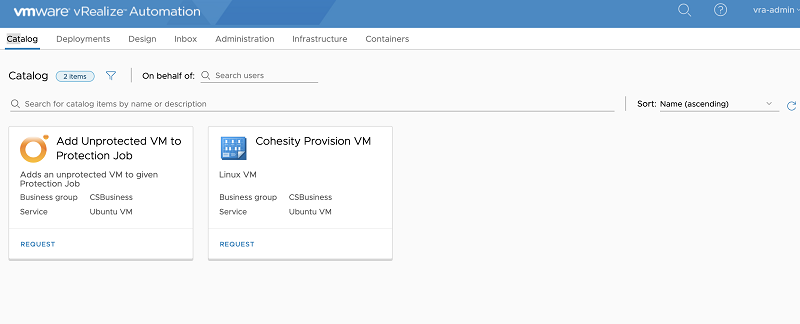 vmware vRealize™ Automation vra-admin
Catalog Deployments Design Inbox Administration Infrastructure Containers
Catalog 2 items On behalf of: Search users
Search for catalog items by name or description Sort: Name (ascending)
Add Unprotected VM to
Protection Job
Adds an unprotected VM to given
Protection Job
Business group CSBusiness
Service Ubuntu VM
REQUEST
Cohesity Provision VM
Linux VM
Business group CSBusiness
Service Ubuntu VM
REQUEST